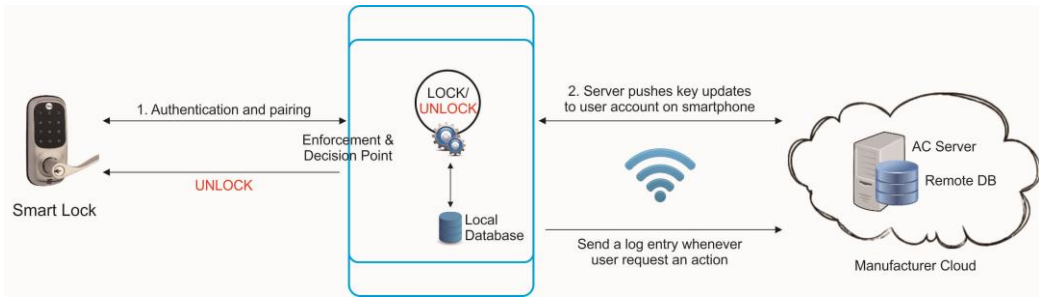 1. Authentication and pairing
UNLOCK
Smart Lock
Enforcement &
Decision Point
LOCK/
UNLOCK
Local
Database
2. Server pushes key updates
to user account on smartphone
Send a log entry whenever
user request an action
AC Server
Remote DB
Manufacturer Cloud